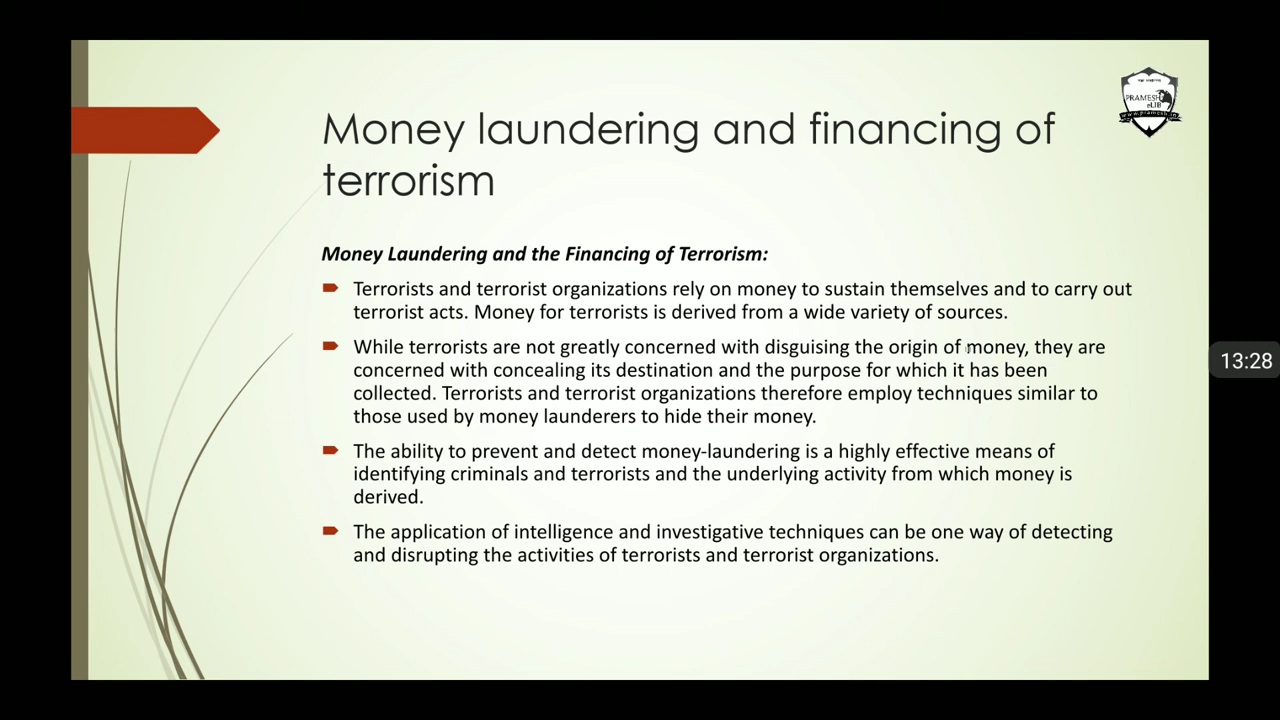 Money laundering and financing of
terrorism
PRAMESH
eLIB
www.pramesh.in
Money Laundering and the Financing of Terrorism:
Terrorists and terrorist organizations rely on money to sustain themselves and to carry out
terrorist acts. Money for terrorists is derived from a wide variety of sources.
While terrorists are not greatly concerned with disguising the origin of money, they are
concerned with concealing its destination and the purpose for which it has been
collected. Terrorists and terrorist organizations therefore employ techniques similar to
those used by money launderers to hide their money.
The ability to prevent and detect money-laundering is a highly effective means of
identifying criminals and terrorists and the underlying activity from which money is
derived.
The application of intelligence and investigative techniques can be one way of detecting
and disrupting the activities of terrorists and terrorist organizations.
13:28